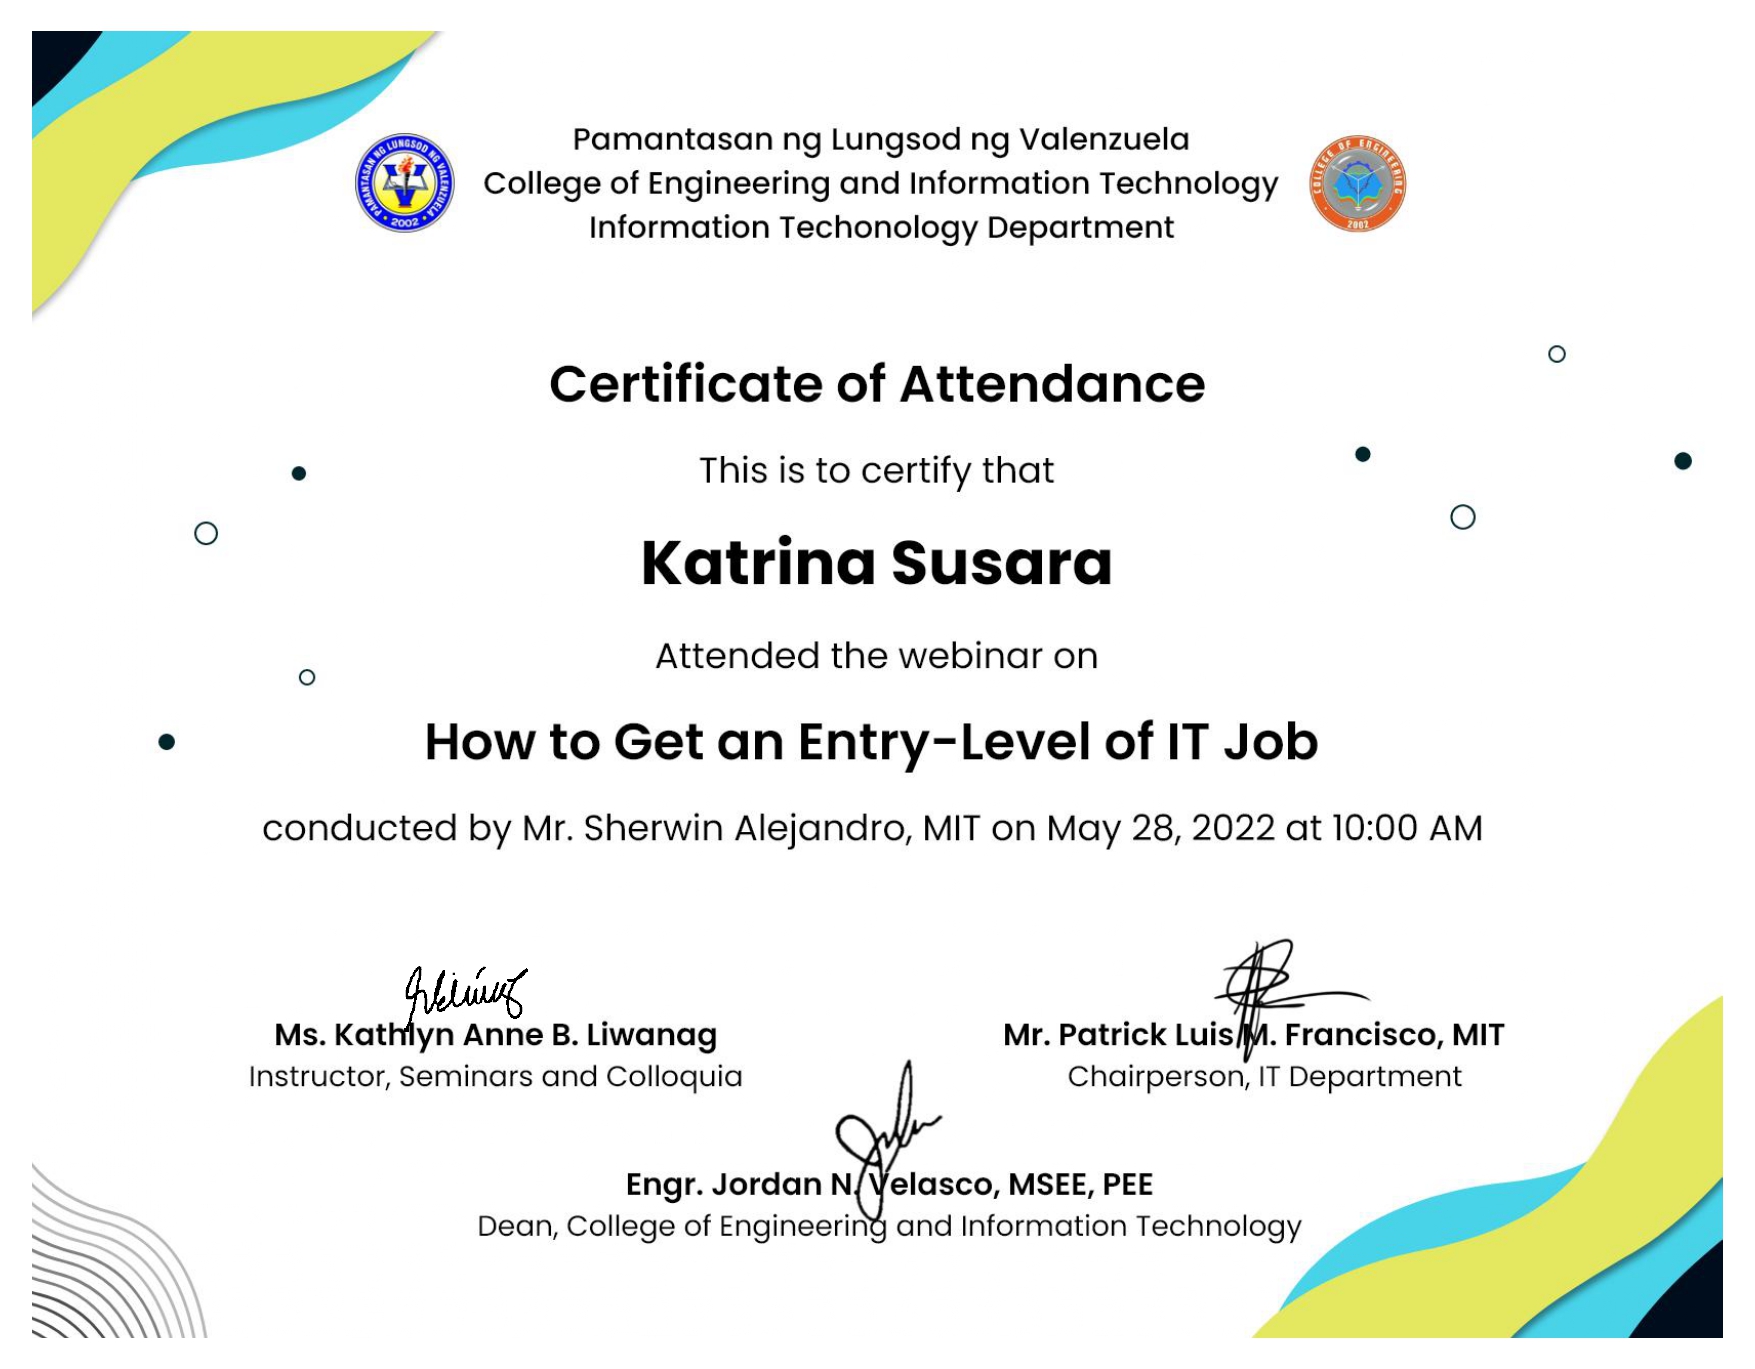 PAMANTASAN NG LUNGSOD NG VALENZUELA
2002
Pamantasan ng Lungsod ng Valenzuela
College of Engineering and Information Technology
Information Techonology Department
COLLEGE OF ENGINEERING
2002
Certificate of Attendance
This is to certify that
Katrina Susara
Attended the webinar on
How to Get an Entry-Level of IT Job
conducted by Mr. Sherwin Alejandro, MIT on May 28, 2022 at 10:00 AM
Ms. Kathlyn Anne B. Liwanag
Instructor, Seminars and Colloquia
Mr. Patrick Luis M. Francisco, MIT
Chairperson, IT Department
Engr. Jordan N. Velasco, MSEE, PEE
Dean, College of Engineering and Information Technology